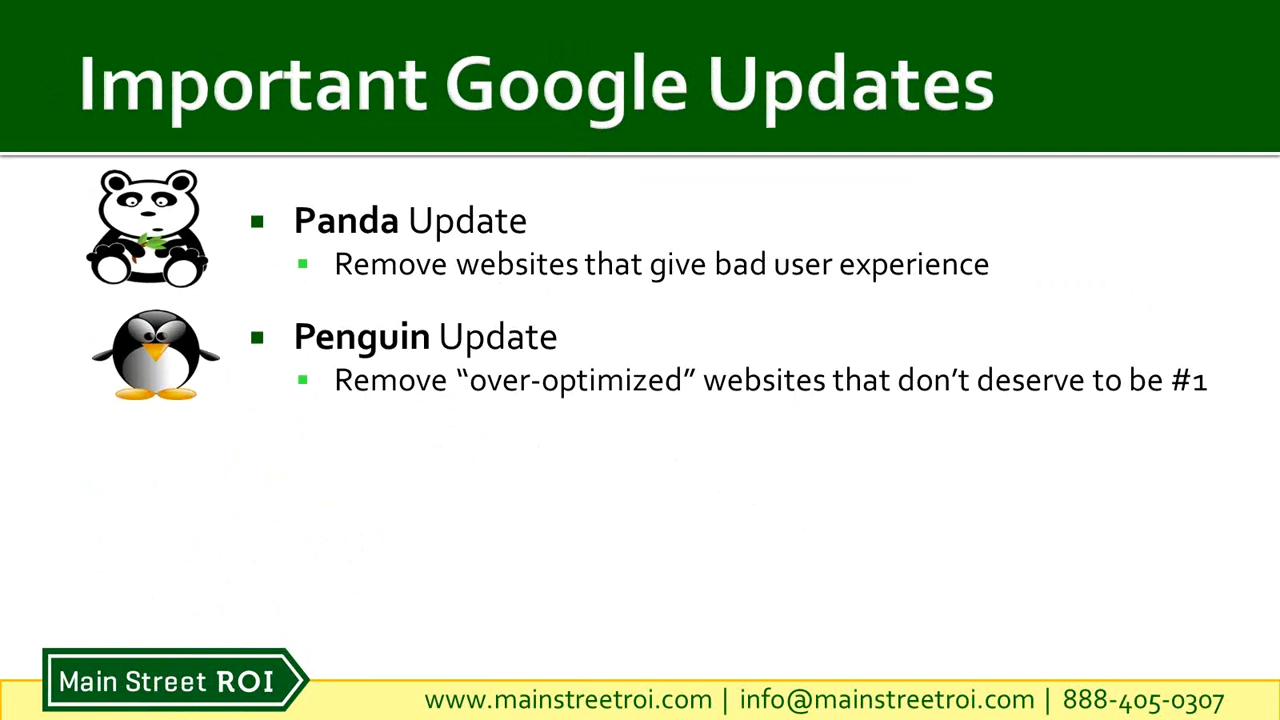 Important Google Updates
Panda Update
Remove websites that give bad user experience
Penguin Update
Remove “over-optimized” websites that don’t deserve to be #1
Main Street ROI
www.mainstreetroi.com | info@mainstreetroi.com | 888-405-0307